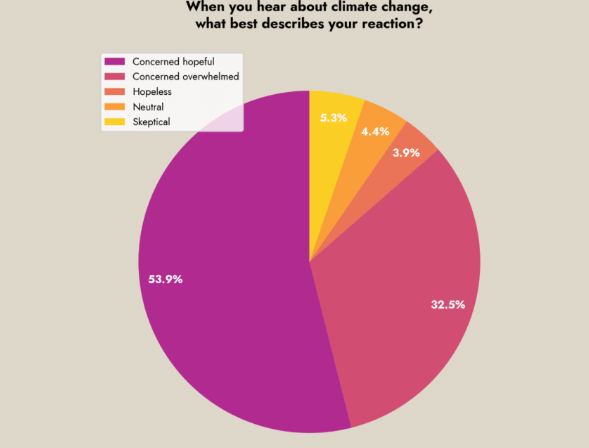 When you hear about climate change,
what best describes your reaction?
Concerned hopeful
Concerned overwhelmed
Hopeless
Neutral
Skeptical
5.3%
4.4%
3.9%
53.9%
32.5%